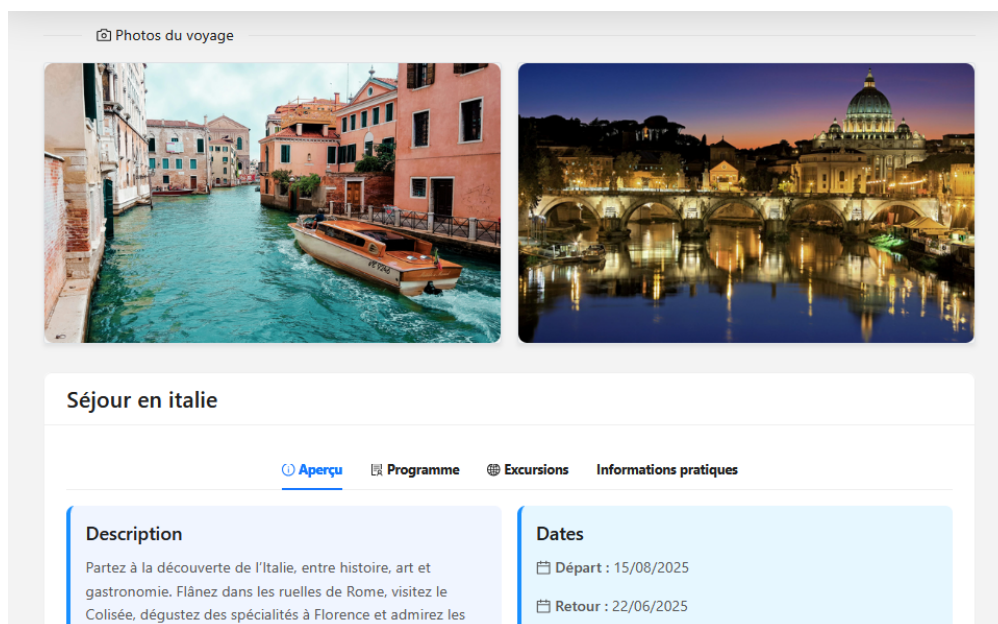 Photos du voyage
VE 9246
Séjour en italie
Aperçu Programme Excursions Informations pratiques
Description
Partez à la découverte de l'Italie, entre histoire, art et
gastronomie. Flânez dans les ruelles de Rome, visitez le
Colisée, dégustez des spécialités à Florence et admirez les
Dates
Départ : 15/08/2025
Retour : 22/06/2025